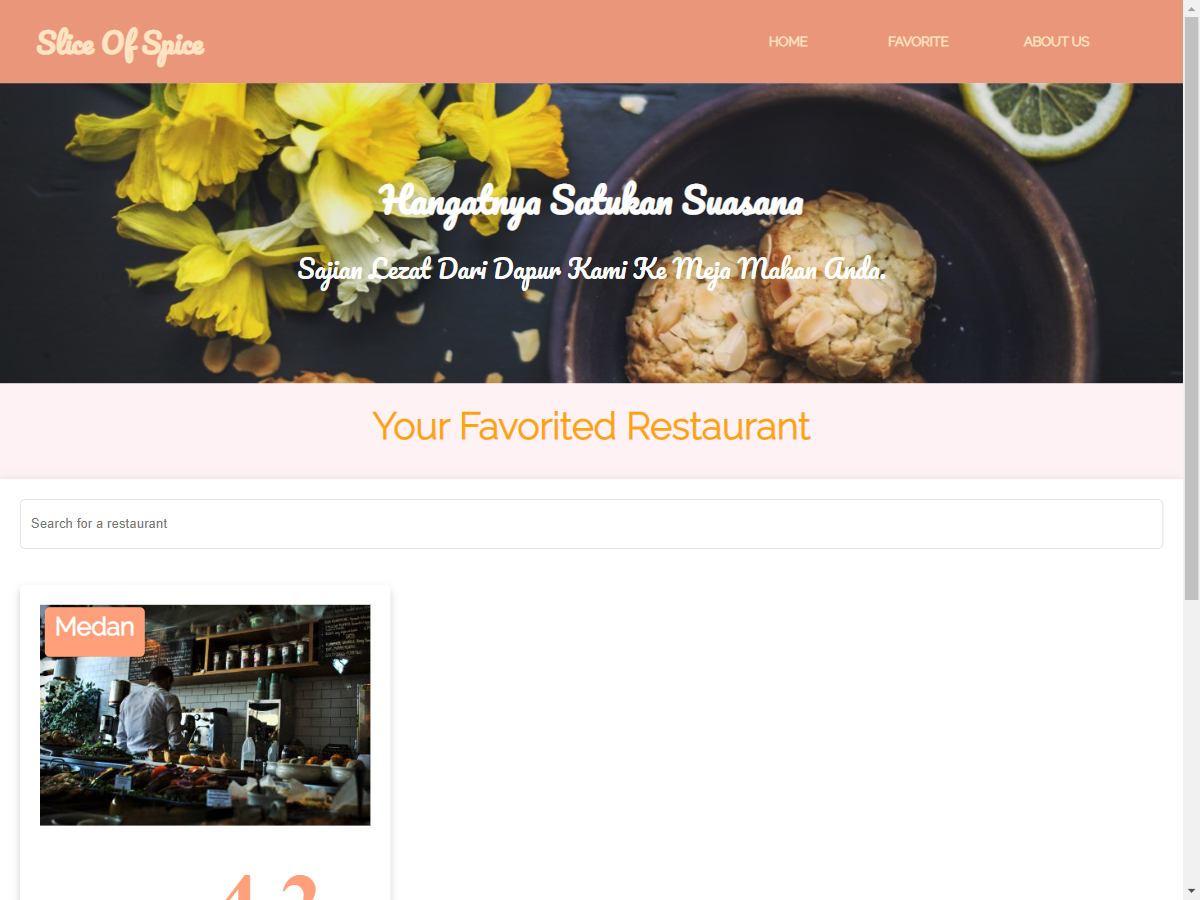 Slice Of Spice
HOME
FAVORITE
ABOUT US
Hangatnya Satukan Suasana
Sajian Lezat Dari Dapur Kami Ke Meja Makan Anda.
Your Favorited Restaurant
Search for a restaurant
Medan
4.2